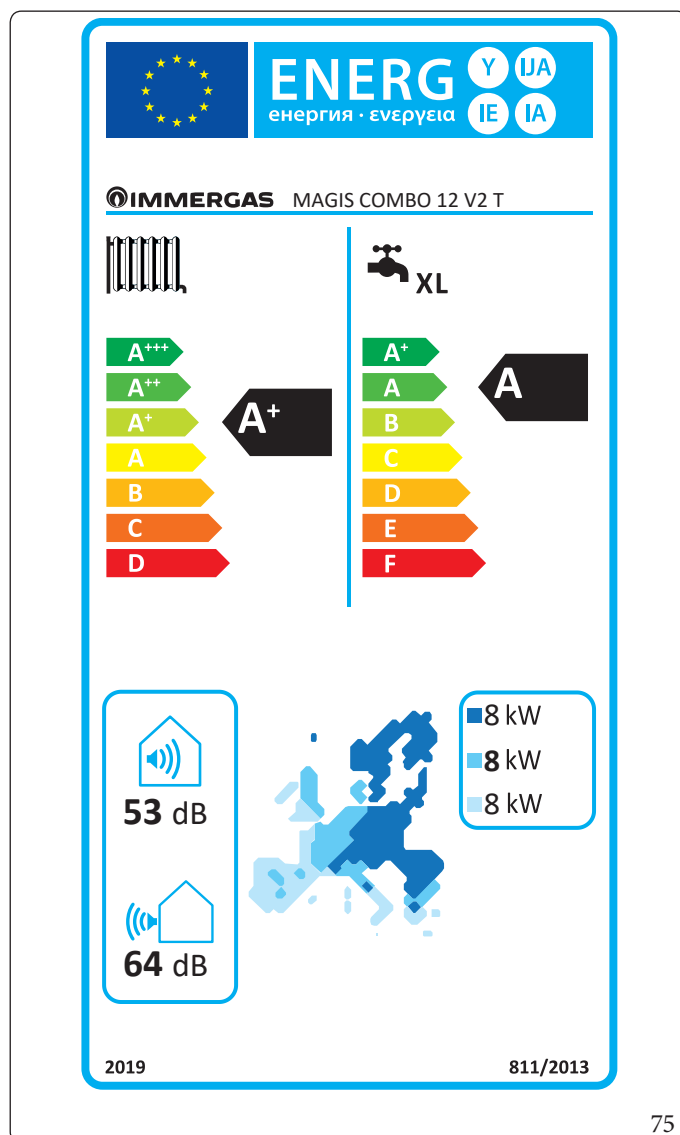 ENERG
енергия · ενεργεια
Y IJA
IE IA
IMMERGAS MAGIS COMBO 12 V2 T
XL
A+++
A++
A+
A
B
C
D
A+
A+
A
B
C
D
E
F
A
53 dB
64 dB
8 kW
8 kW
8 kW
2019 811/2013
75